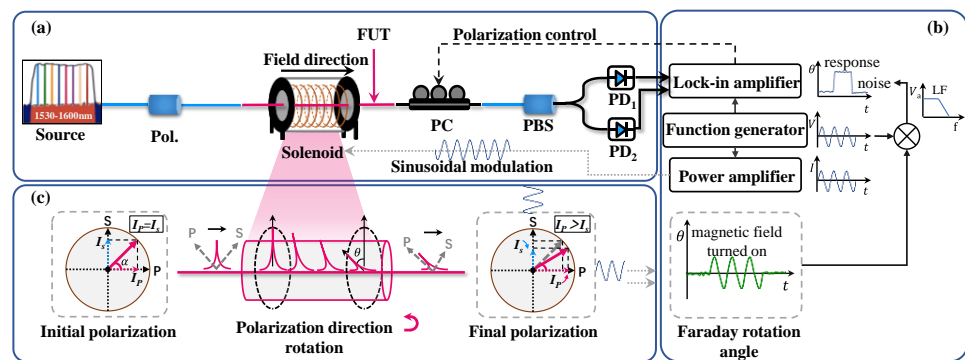 (a)
FUT
Field direction
Polarization control
1530-1600nm
Source
Pol.
Solenoid
PC
PBS
PD1
PD2
Sinusoidal modulation
(b)
Lock-in amplifier
Function generator
Power amplifier
θ
response
noise
t
V
t
I
t
Va
LF
f
θ
magnetic field
turned on
t
Faraday rotation
angle
(c)
S
IP=Is
Is
α
IP
P
Initial polarization
P
S
θ
P
S
Polarization direction
rotation
S
IP>Is
Is
IP
P
Final polarization